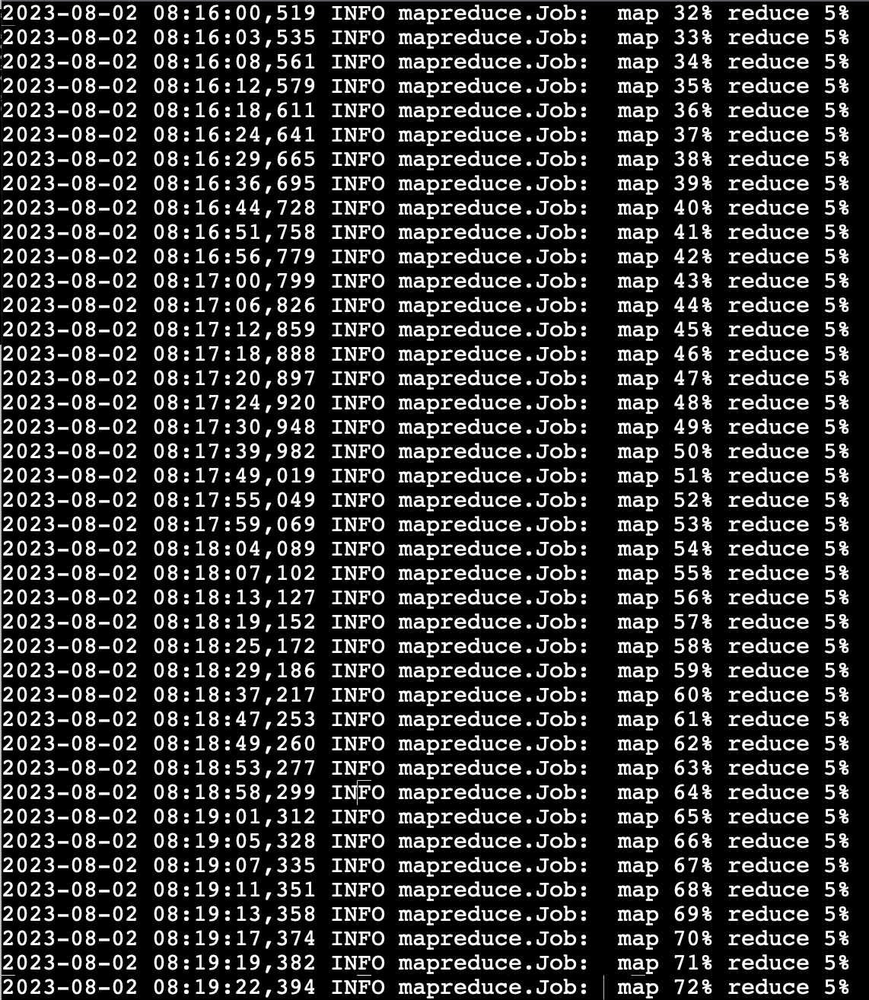 2023-08-02 08:16:00,519 INFO mapreduce.Job:  map 32% reduce 5%
2023-08-02 08:16:03,535 INFO mapreduce.Job:  map 33% reduce 5%
2023-08-02 08:16:08,561 INFO mapreduce.Job:  map 34% reduce 5%
2023-08-02 08:16:12,579 INFO mapreduce.Job:  map 35% reduce 5%
2023-08-02 08:16:18,611 INFO mapreduce.Job:  map 36% reduce 5%
2023-08-02 08:16:24,641 INFO mapreduce.Job:  map 37% reduce 5%
2023-08-02 08:16:29,665 INFO mapreduce.Job:  map 38% reduce 5%
2023-08-02 08:16:36,695 INFO mapreduce.Job:  map 39% reduce 5%
2023-08-02 08:16:44,728 INFO mapreduce.Job:  map 40% reduce 5%
2023-08-02 08:16:51,758 INFO mapreduce.Job:  map 41% reduce 5%
2023-08-02 08:16:56,779 INFO mapreduce.Job:  map 42% reduce 5%
2023-08-02 08:17:00,799 INFO mapreduce.Job:  map 43% reduce 5%
2023-08-02 08:17:06,826 INFO mapreduce.Job:  map 44% reduce 5%
2023-08-02 08:17:12,859 INFO mapreduce.Job:  map 45% reduce 5%
2023-08-02 08:17:18,888 INFO mapreduce.Job:  map 46% reduce 5%
2023-08-02 08:17:20,897 INFO mapreduce.Job:  map 47% reduce 5%
2023-08-02 08:17:24,920 INFO mapreduce.Job:  map 48% reduce 5%
2023-08-02 08:17:30,948 INFO mapreduce.Job:  map 49% reduce 5%
2023-08-02 08:17:39,982 INFO mapreduce.Job:  map 50% reduce 5%
2023-08-02 08:17:49,019 INFO mapreduce.Job:  map 51% reduce 5%
2023-08-02 08:17:55,049 INFO mapreduce.Job:  map 52% reduce 5%
2023-08-02 08:17:59,069 INFO mapreduce.Job:  map 53% reduce 5%
2023-08-02 08:18:04,089 INFO mapreduce.Job:  map 54% reduce 5%
2023-08-02 08:18:07,102 INFO mapreduce.Job:  map 55% reduce 5%
2023-08-02 08:18:13,127 INFO mapreduce.Job:  map 56% reduce 5%
2023-08-02 08:18:19,152 INFO mapreduce.Job:  map 57% reduce 5%
2023-08-02 08:18:25,172 INFO mapreduce.Job:  map 58% reduce 5%
2023-08-02 08:18:29,186 INFO mapreduce.Job:  map 59% reduce 5%
2023-08-02 08:18:37,217 INFO mapreduce.Job:  map 60% reduce 5%
2023-08-02 08:18:47,253 INFO mapreduce.Job:  map 61% reduce 5%
2023-08-02 08:18:49,260 INFO mapreduce.Job:  map 62% reduce 5%
2023-08-02 08:18:53,277 INFO mapreduce.Job:  map 63% reduce 5%
2023-08-02 08:18:58,299 INFO mapreduce.Job:  map 64% reduce 5%
2023-08-02 08:19:01,312 INFO mapreduce.Job:  map 65% reduce 5%
2023-08-02 08:19:05,328 INFO mapreduce.Job:  map 66% reduce 5%
2023-08-02 08:19:07,335 INFO mapreduce.Job:  map 67% reduce 5%
2023-08-02 08:19:11,351 INFO mapreduce.Job:  map 68% reduce 5%
2023-08-02 08:19:13,358 INFO mapreduce.Job:  map 69% reduce 5%
2023-08-02 08:19:17,374 INFO mapreduce.Job:  map 70% reduce 5%
2023-08-02 08:19:19,382 INFO mapreduce.Job:  map 71% reduce 5%
2023-08-02 08:19:22,394 INFO mapreduce.Job:  map 72% reduce 5%